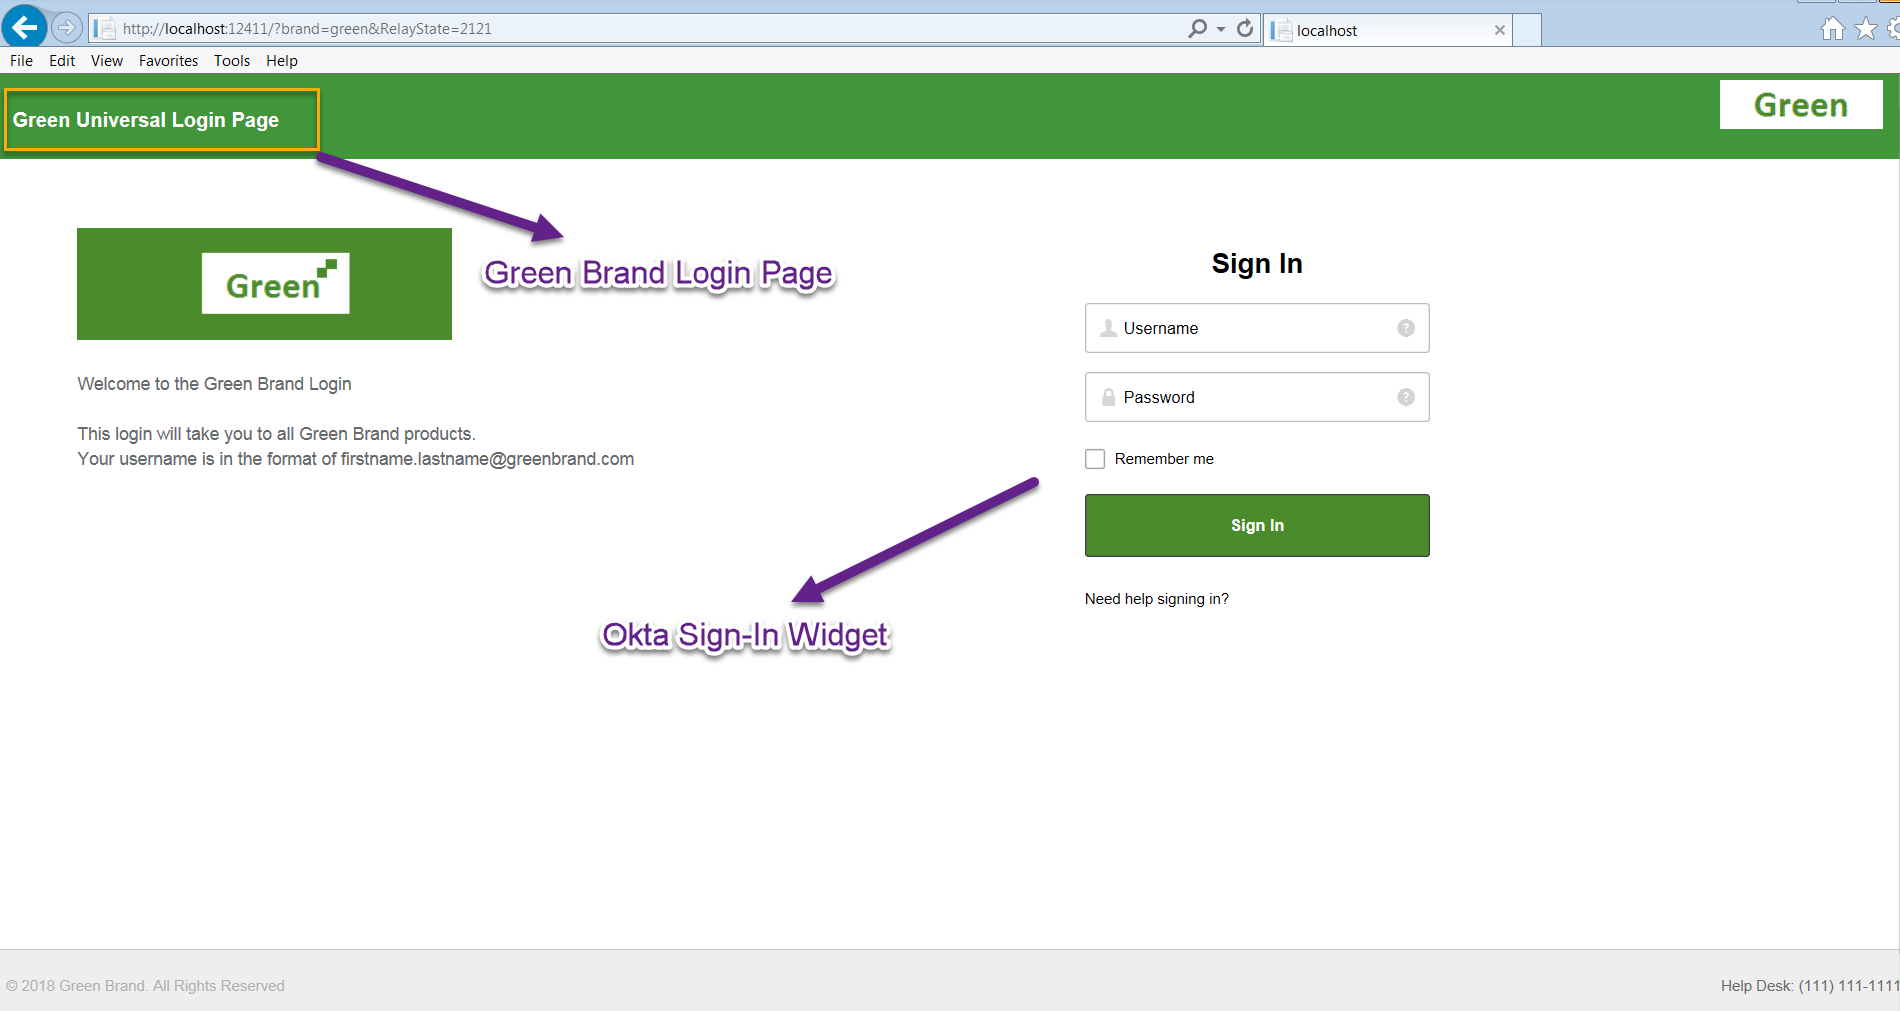 http://localhost:12411/?brand=green&RelayState=2121
localhost
File Edit View Favorites Tools Help
Green Universal Login Page
Green
Green
Green Brand Login Page
Sign In
Username
?
Welcome to the Green Brand Login
Password
?
This login will take you to all Green Brand products.
Your username is in the format of firstname.lastname@greenbrand.com
Remember me
Sign In
Need help signing in?
Okta Sign-In Widget
© 2018 Green Brand. All Rights Reserved
Help Desk: (111) 111-1111